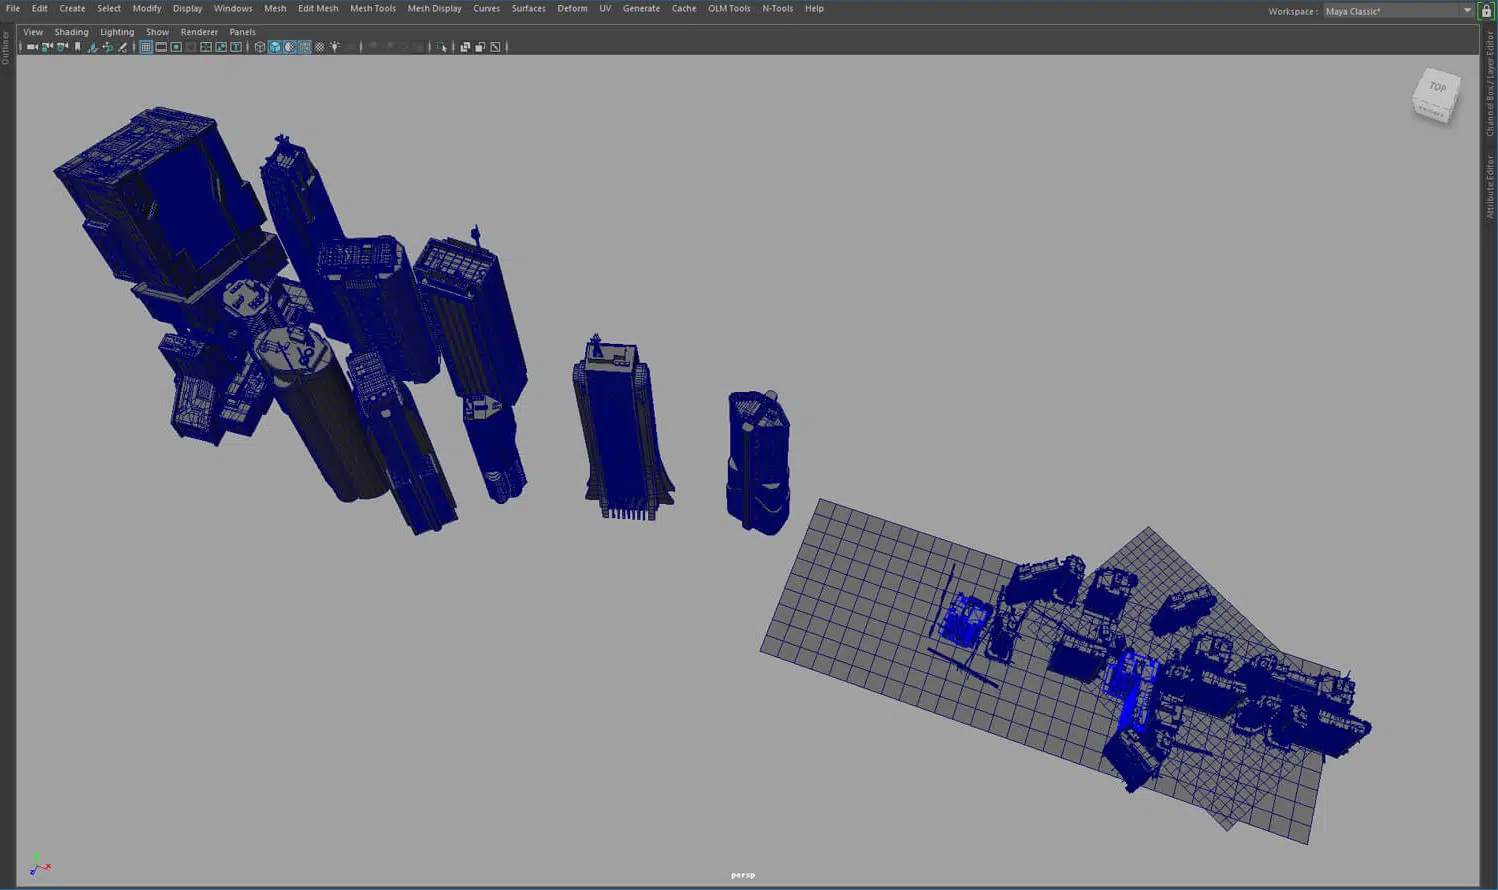 File Edit Create Select Modify Display Windows Mesh Edit Mesh Mesh Tools Mesh Display Curves Surfaces Deform UV Generate Cache OLM Tools N-Tools Help
Workspace : Maya Classic*
View Shading Lighting Show Renderer Panels
Outliner
Channel Box / Layer Editor
Attribute Editor
TOP
FRONT
persp